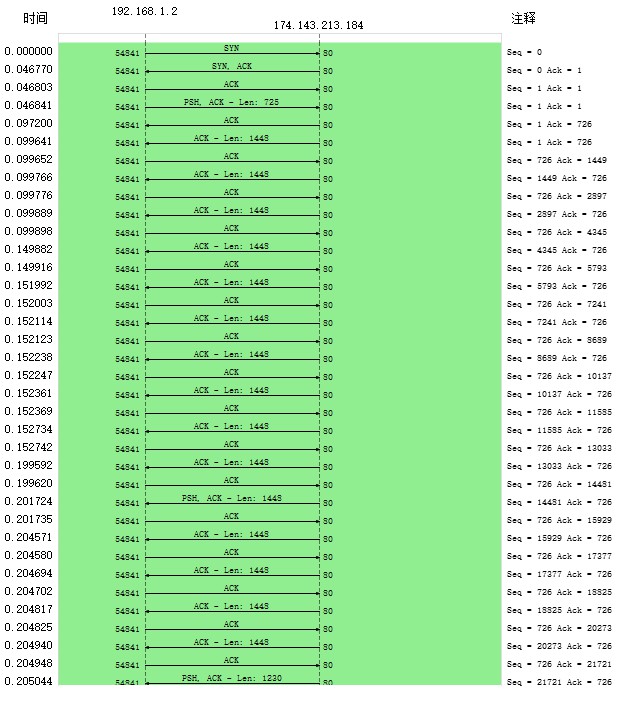 时间 192.168.1.2 174.143.213.184 注释
0.000000 54841 SYN 80 Seq = 0
0.046770 54841 SYN, ACK 80 Seq = 0 Ack = 1
0.046803 54841 ACK 80 Seq = 1 Ack = 1
0.046841 54841 PSH, ACK - Len: 725 80 Seq = 1 Ack = 1
0.097200 54841 ACK 80 Seq = 1 Ack = 726
0.099641 54841 ACK - Len: 1448 80 Seq = 1 Ack = 726
0.099652 54841 ACK 80 Seq = 726 Ack = 1449
0.099766 54841 ACK - Len: 1448 80 Seq = 1449 Ack = 726
0.099776 54841 ACK 80 Seq = 726 Ack = 2897
0.099889 54841 ACK - Len: 1448 80 Seq = 2897 Ack = 726
0.099898 54841 ACK 80 Seq = 726 Ack = 4345
0.149882 54841 ACK - Len: 1448 80 Seq = 4345 Ack = 726
0.149916 54841 ACK 80 Seq = 726 Ack = 5793
0.151992 54841 ACK - Len: 1448 80 Seq = 5793 Ack = 726
0.152003 54841 ACK 80 Seq = 726 Ack = 7241
0.152114 54841 ACK - Len: 1448 80 Seq = 7241 Ack = 726
0.152123 54841 ACK 80 Seq = 726 Ack = 8689
0.152238 54841 ACK - Len: 1448 80 Seq = 8689 Ack = 726
0.152247 54841 ACK 80 Seq = 726 Ack = 10137
0.152361 54841 ACK - Len: 1448 80 Seq = 10137 Ack = 726
0.152369 54841 ACK 80 Seq = 726 Ack = 11585
0.152734 54841 ACK - Len: 1448 80 Seq = 11585 Ack = 726
0.152742 54841 ACK 80 Seq = 726 Ack = 13033
0.199592 54841 ACK - Len: 1448 80 Seq = 13033 Ack = 726
0.199620 54841 ACK 80 Seq = 726 Ack = 14481
0.201724 54841 PSH, ACK - Len: 1448 80 Seq = 14481 Ack = 726
0.201735 54841 ACK 80 Seq = 726 Ack = 15929
0.204571 54841 ACK - Len: 1448 80 Seq = 15929 Ack = 726
0.204580 54841 ACK 80 Seq = 726 Ack = 17377
0.204694 54841 ACK - Len: 1448 80 Seq = 17377 Ack = 726
0.204702 54841 ACK 80 Seq = 726 Ack = 18825
0.204817 54841 ACK - Len: 1448 80 Seq = 18825 Ack = 726
0.204825 54841 ACK 80 Seq = 726 Ack = 20273
0.204940 54841 ACK - Len: 1448 80 Seq = 20273 Ack = 726
0.204948 54841 ACK 80 Seq = 726 Ack = 21721
0.205044 54841 PSH, ACK - Len: 1230 80 Seq = 21721 Ack = 726